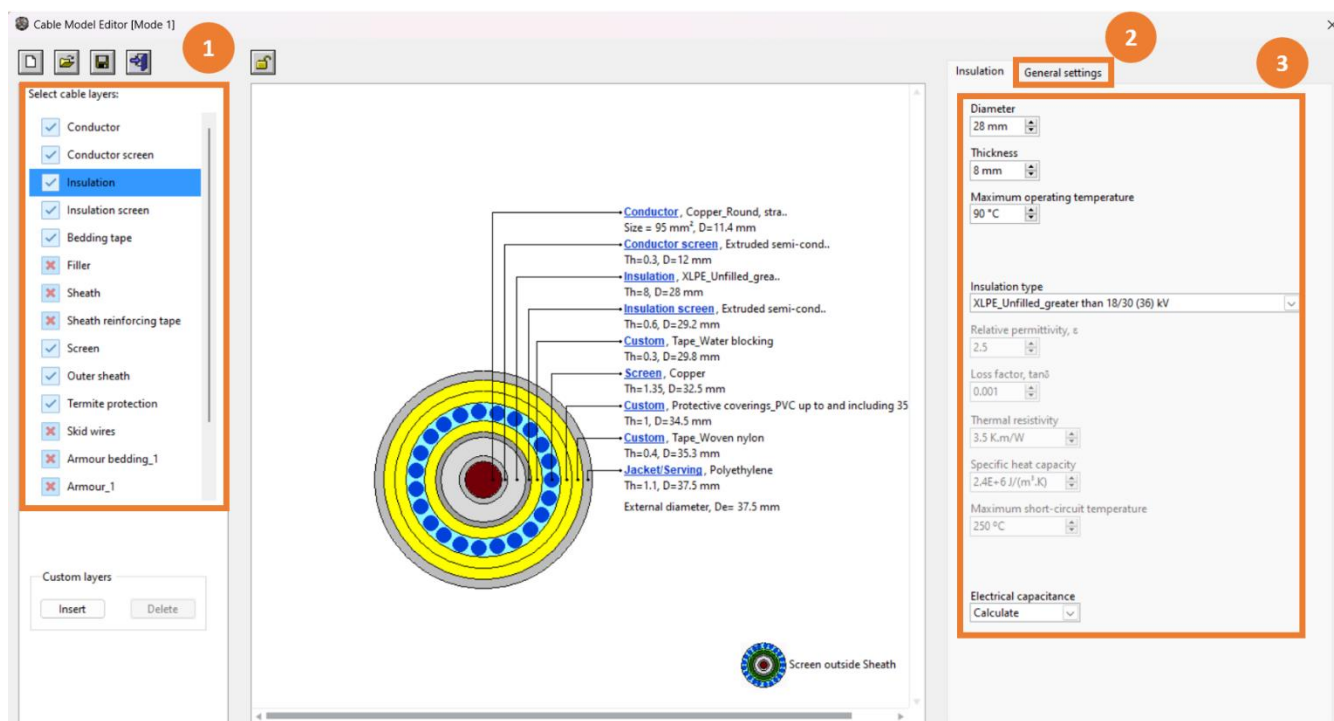 Cable Model Editor [Mode 1]
1
2
3
Select cable layers:
Conductor
Conductor screen
Insulation
Insulation screen
Bedding tape
Filler
Sheath
Sheath reinforcing tape
Screen
Outer sheath
Termite protection
Skid wires
Armour bedding_1
Armour_1
Custom layers
Insert Delete
Conductor, Copper_Round, stra..
Size = 95 mm², D=11.4 mm
Conductor screen, Extruded semi-cond..
Th=0.3, D=12 mm
Insulation, XLPE_Unfilled_grea..
Th=8, D=28 mm
Insulation screen, Extruded semi-cond..
Th=0.6, D=29.2 mm
Custom, Tape_Water blocking
Th=0.3, D=29.8 mm
Screen, Copper
Th=1.35, D=32.5 mm
Custom, Protective coverings_PVC up to and including 35
Th=1, D=34.5 mm
Custom, Tape_Woven nylon
Th=0.4, D=35.3 mm
Jacket/Serving, Polyethylene
Th=1.1, D=37.5 mm
External diameter, De= 37.5 mm
Screen outside Sheath
Insulation General settings
Diameter
28 mm
Thickness
8 mm
Maximum operating temperature
90 °C
Insulation type
XLPE_Unfilled_greater than 18/30 (36) kV
Relative permittivity, ε
2.5
Loss factor, tanδ
0.001
Thermal resistivity
3.5 K.m/W
Specific heat capacity
2.4E+6 J/(m³.K)
Maximum short-circuit temperature
250 ºC
Electrical capacitance
Calculate